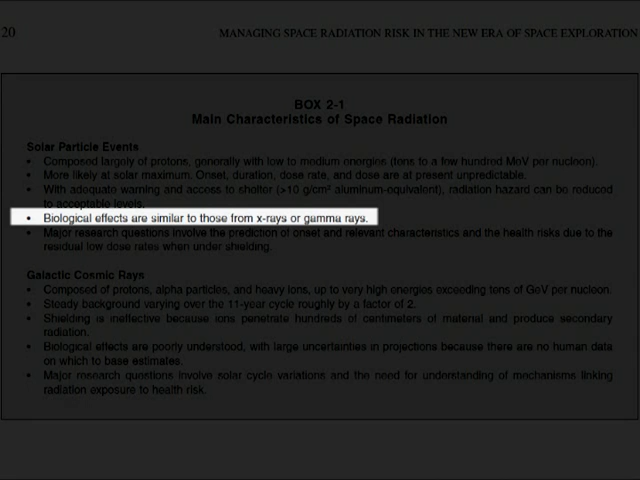 20
MANAGING SPACE RADIATION RISK IN THE NEW ERA OF SPACE EXPLORATION
BOX 2-1
Main Characteristics of Space Radiation
Solar Particle Events
• Composed largely of protons, generally with low to medium energies (tens to a few hundred MeV per nucleon).
• More likely at solar maximum. Onset, duration, dose rate, and dose are at present unpredictable.
• With adequate warning and access to shelter (>10 g/cm² aluminum-equivalent), radiation hazard can be reduced
to acceptable levels.
• Biological effects are similar to those from x-rays or gamma rays.
• Major research questions involve the prediction of onset and relevant characteristics and the health risks due to the
residual low dose rates when under shielding.
Galactic Cosmic Rays
• Composed of protons, alpha particles, and heavy ions, up to very high energies exceeding tens of GeV per nucleon.
• Steady background varying over the 11-year cycle roughly by a factor of 2.
• Shielding is ineffective because ions penetrate hundreds of centimeters of material and produce secondary
radiation.
• Biological effects are poorly understood, with large uncertainties in projections because there are no human data
on which to base estimates.
• Major research questions involve solar cycle variations and the need for understanding of mechanisms linking
radiation exposure to health risk.